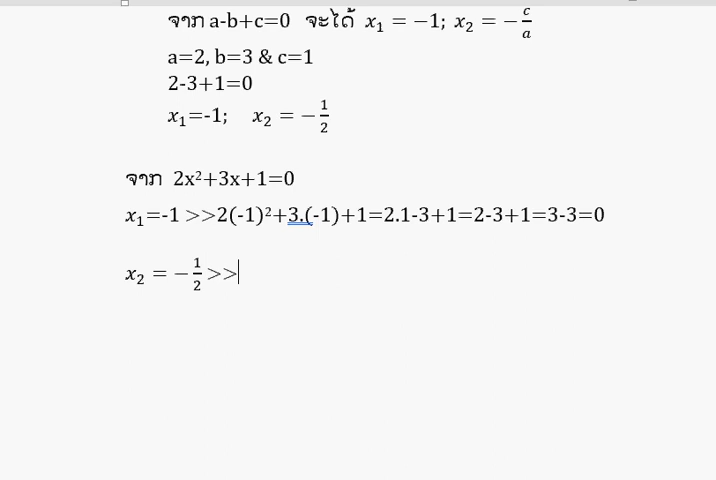 ຈາກ a-b+c=0 ຈະໄດ້ x₁ = −1; x₂ = −c/a
a=2, b=3 & c=1
2-3+1=0
x₁=-1; x₂ = −1/2
ຈາກ 2x²+3x+1=0
x₁=-1 >>2(-1)²+3.(-1)+1=2.1-3+1=2-3+1=3-3=0
x₂ = −1/2 >>